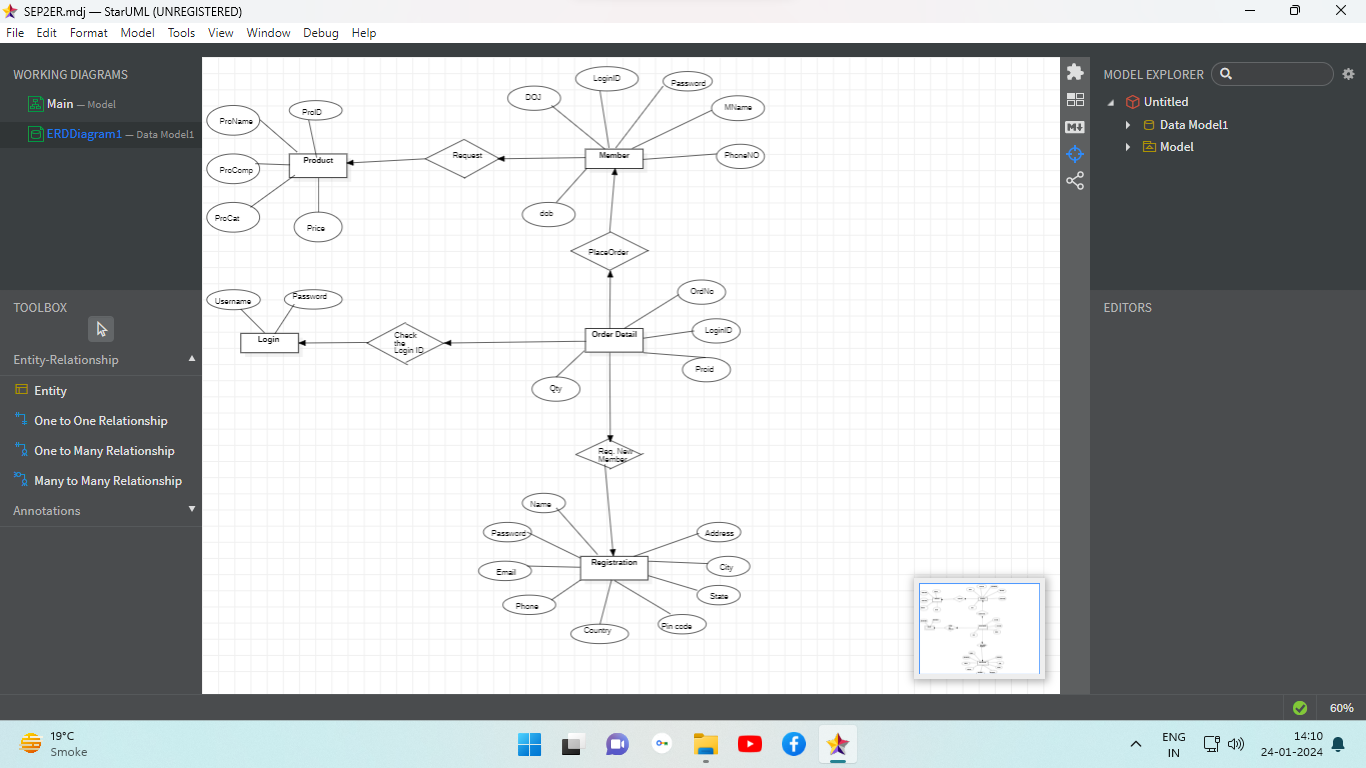 SEP2ER.mdj — StarUML (UNREGISTERED)
File Edit Format Model Tools View Window Debug Help
WORKING DIAGRAMS
Main — Model
ERDDiagram1 — Data Model1
TOOLBOX
Entity-Relationship
Entity
One to One Relationship
One to Many Relationship
Many to Many Relationship
Annotations
ProName
ProID
ProComp
Product
ProCat
Price
Request
DOJ
LoginID
Password
MName
PhoneNO
Member
dob
PlaceOrder
Username
Password
Login
Check
the
Login ID
Order Detail
OrdNo
LoginID
Proid
Qty
Req. New
Member
Name
Password
Email
Phone
Country
Registration
Address
City
State
Pin code
MODEL EXPLORER
Untitled
Data Model1
Model
EDITORS
60%
19°C
Smoke
ENG
IN
14:10
24-01-2024